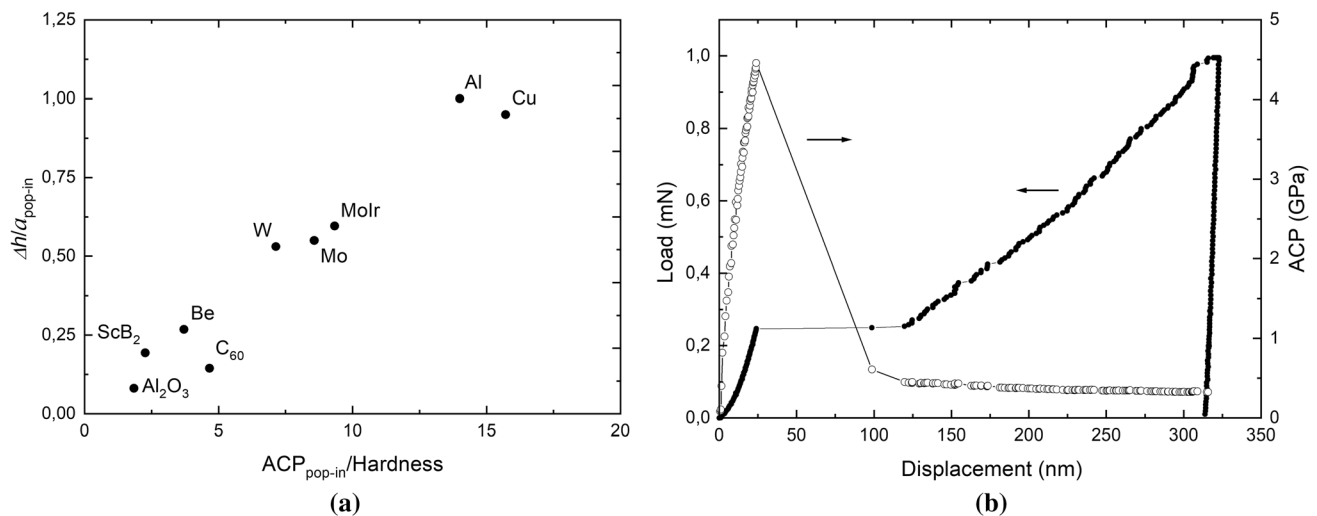 1,25
1,00
0,75
0,50
0,25
0,00
Δh/a pop-in
Al
Cu
MoIr
W
Mo
Be
ScB2
C60
Al2O3
0 5 10 15 20
ACPpop-in/Hardness
(a)
1,0
0,8
0,6
0,4
0,2
0,0
Load (mN)
5
4
3
2
1
0
ACP (GPa)
0 50 100 150 200 250 300 350
Displacement (nm)
(b)